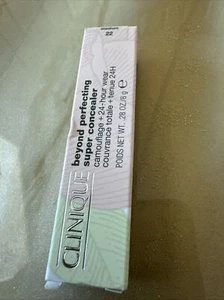 medium
22
CLINIQUE
beyond perfecting
super concealer
camouflage + 24-hour wear
couvrance totale + tenue 24H
POIDS NET WT. .28 OZ/8 g ℮